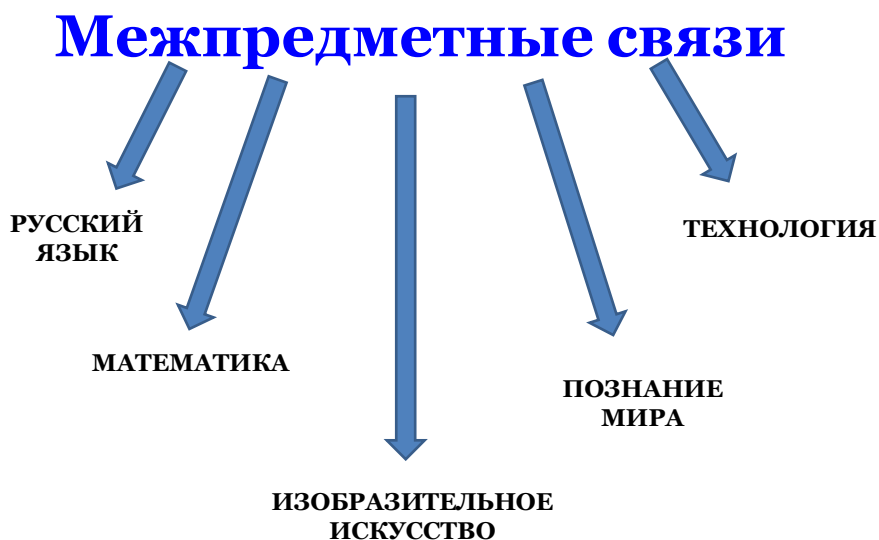 Межпредметные связи
РУССКИЙ
ЯЗЫК
ТЕХНОЛОГИЯ
МАТЕМАТИКА
ПОЗНАНИЕ
МИРА
ИЗОБРАЗИТЕЛЬНОЕ
ИСКУССТВО